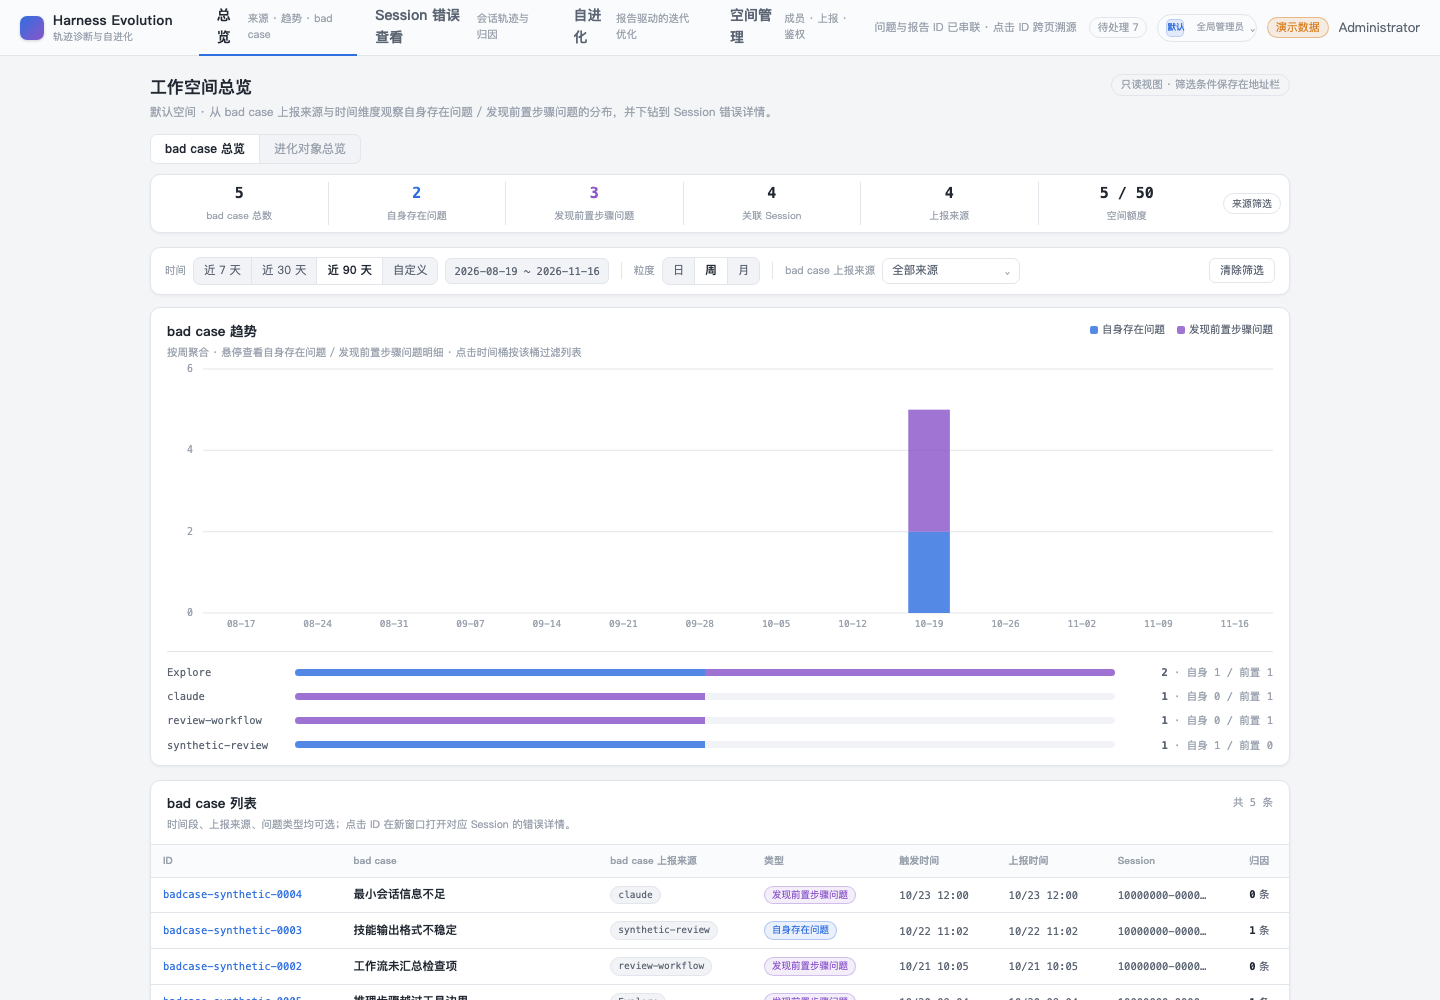 Harness Evolution
轨迹诊断与自进化
总览
来源 · 趋势 · bad case
Session 错误查看
会话轨迹与归因
自进化
报告驱动的迭代优化
空间管理
成员 · 上报 · 鉴权
问题与报告 ID 已串联 · 点击 ID 跨页溯源
待处理 7
默认
全局管理员
演示数据
Administrator
工作空间总览
只读视图 · 筛选条件保存在地址栏
默认空间 · 从 bad case 上报来源与时间维度观察自身存在问题 / 发现前置步骤问题的分布，并下钻到 Session 错误详情。
bad case 总览
进化对象总览
5
bad case 总数
2
自身存在问题
3
发现前置步骤问题
4
关联 Session
4
上报来源
5 / 50
空间额度
来源筛选
时间
近 7 天
近 30 天
近 90 天
自定义
2026-08-19 ~ 2026-11-16
粒度
日
周
月
bad case 上报来源
全部来源
清除筛选
bad case 趋势
自身存在问题
发现前置步骤问题
按周聚合 · 悬停查看自身存在问题 / 发现前置步骤问题明细 · 点击时间桶按该桶过滤列表
6
4
2
0
08-17
08-24
08-31
09-07
09-14
09-21
09-28
10-05
10-12
10-19
10-26
11-02
11-09
11-16
Explore
2 · 自身 1 / 前置 1
claude
1 · 自身 0 / 前置 1
review-workflow
1 · 自身 0 / 前置 1
synthetic-review
1 · 自身 1 / 前置 0
bad case 列表
共 5 条
时间段、上报来源、问题类型均可选；点击 ID 在新窗口打开对应 Session 的错误详情。
ID
bad case
bad case 上报来源
类型
触发时间
上报时间
Session
归因
badcase-synthetic-0004
最小会话信息不足
claude
发现前置步骤问题
10/23 12:00
10/23 12:00
10000000-0000…
0 条
badcase-synthetic-0003
技能输出格式不稳定
synthetic-review
自身存在问题
10/22 11:02
10/22 11:02
10000000-0000…
1 条
badcase-synthetic-0002
工作流未汇总检查项
review-workflow
发现前置步骤问题
10/21 10:05
10/21 10:05
10000000-0000…
0 条